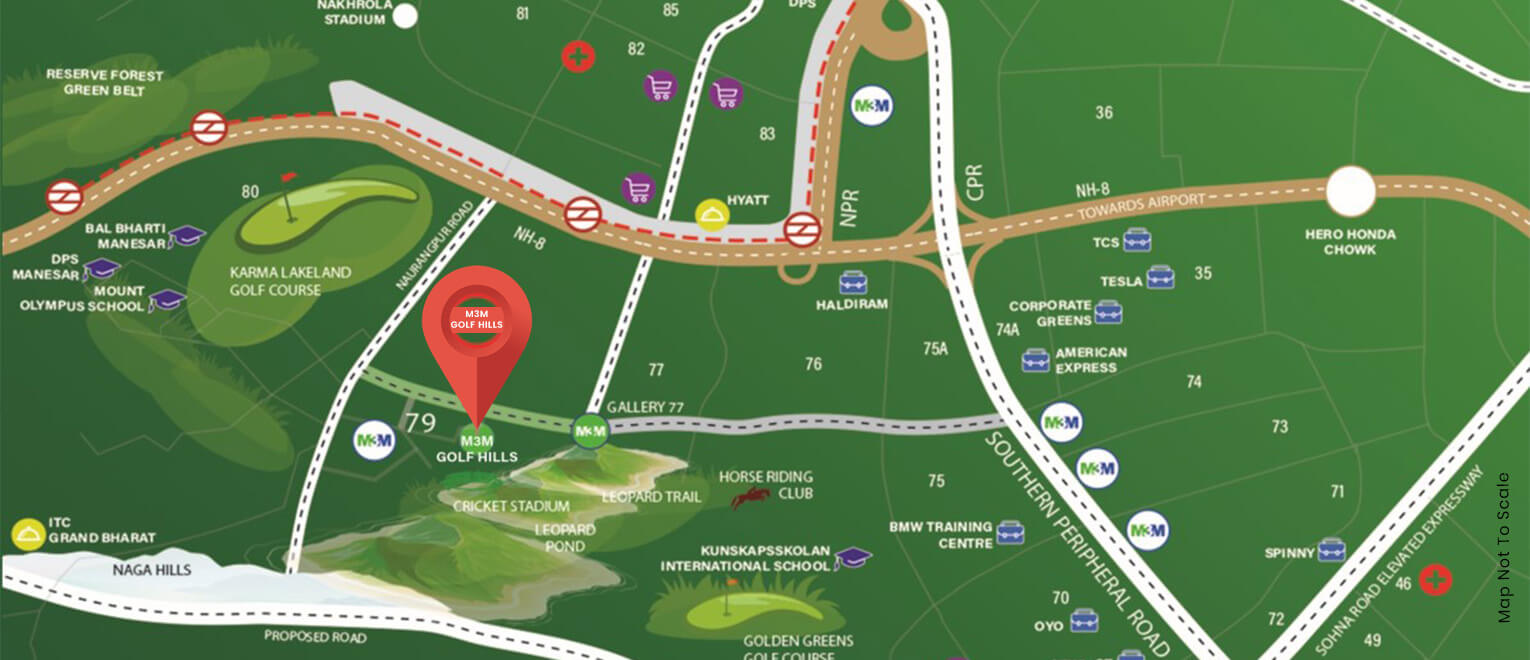 NAKHROLA
STADIUM
81
85
DPS
82
RESERVE FOREST
GREEN BELT
83
M3M
36
80
HYATT
NPR
CPR
NH-8
TOWARDS AIRPORT
HERO HONDA
CHOWK
BAL BHARTI
MANESAR
DPS
MANESAR
MOUNT
OLYMPUS SCHOOL
KARMA LAKELAND
GOLF COURSE
NAURANGPUR ROAD
NH-8
TCS
TESLA
35
HALDIRAM
CORPORATE
GREENS
74A
75A
AMERICAN
EXPRESS
M3M
GOLF HILLS
77
76
74
79
GALLERY 77
M3M
M3M
M3M
M3M
GOLF HILLS
73
SOUTHERN PERIPHERAL ROAD
M3M
M3M
CRICKET STADIUM
LEOPARD TRAIL
LEOPARD
POND
HORSE RIDING
CLUB
75
71
BMW TRAINING
CENTRE
SPINNY
SOHNA ROAD ELEVATED EXPRESSWAY
46
Map Not To Scale
ITC
GRAND BHARAT
NAGA HILLS
KUNSKAPSSKOLAN
INTERNATIONAL SCHOOL
70
OYO
72
49
PROPOSED ROAD
GOLDEN GREENS
GOLF COURSE